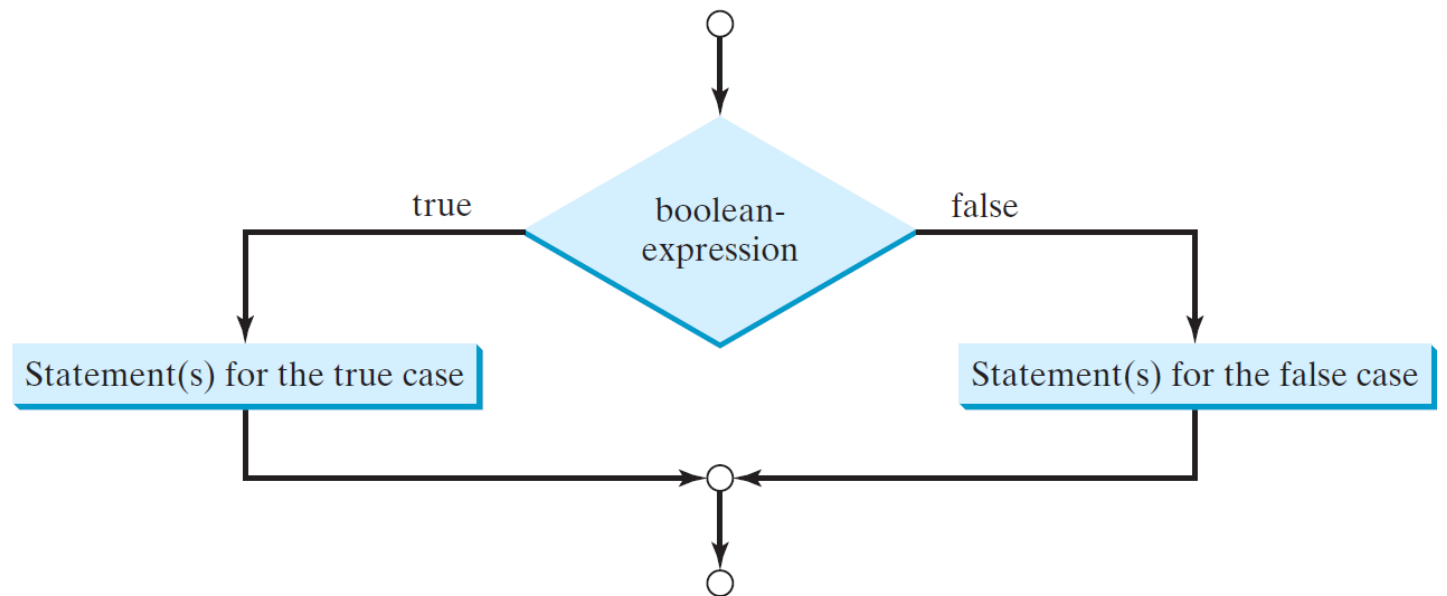 true
boolean-
expression
false
Statement(s) for the true case
Statement(s) for the false case